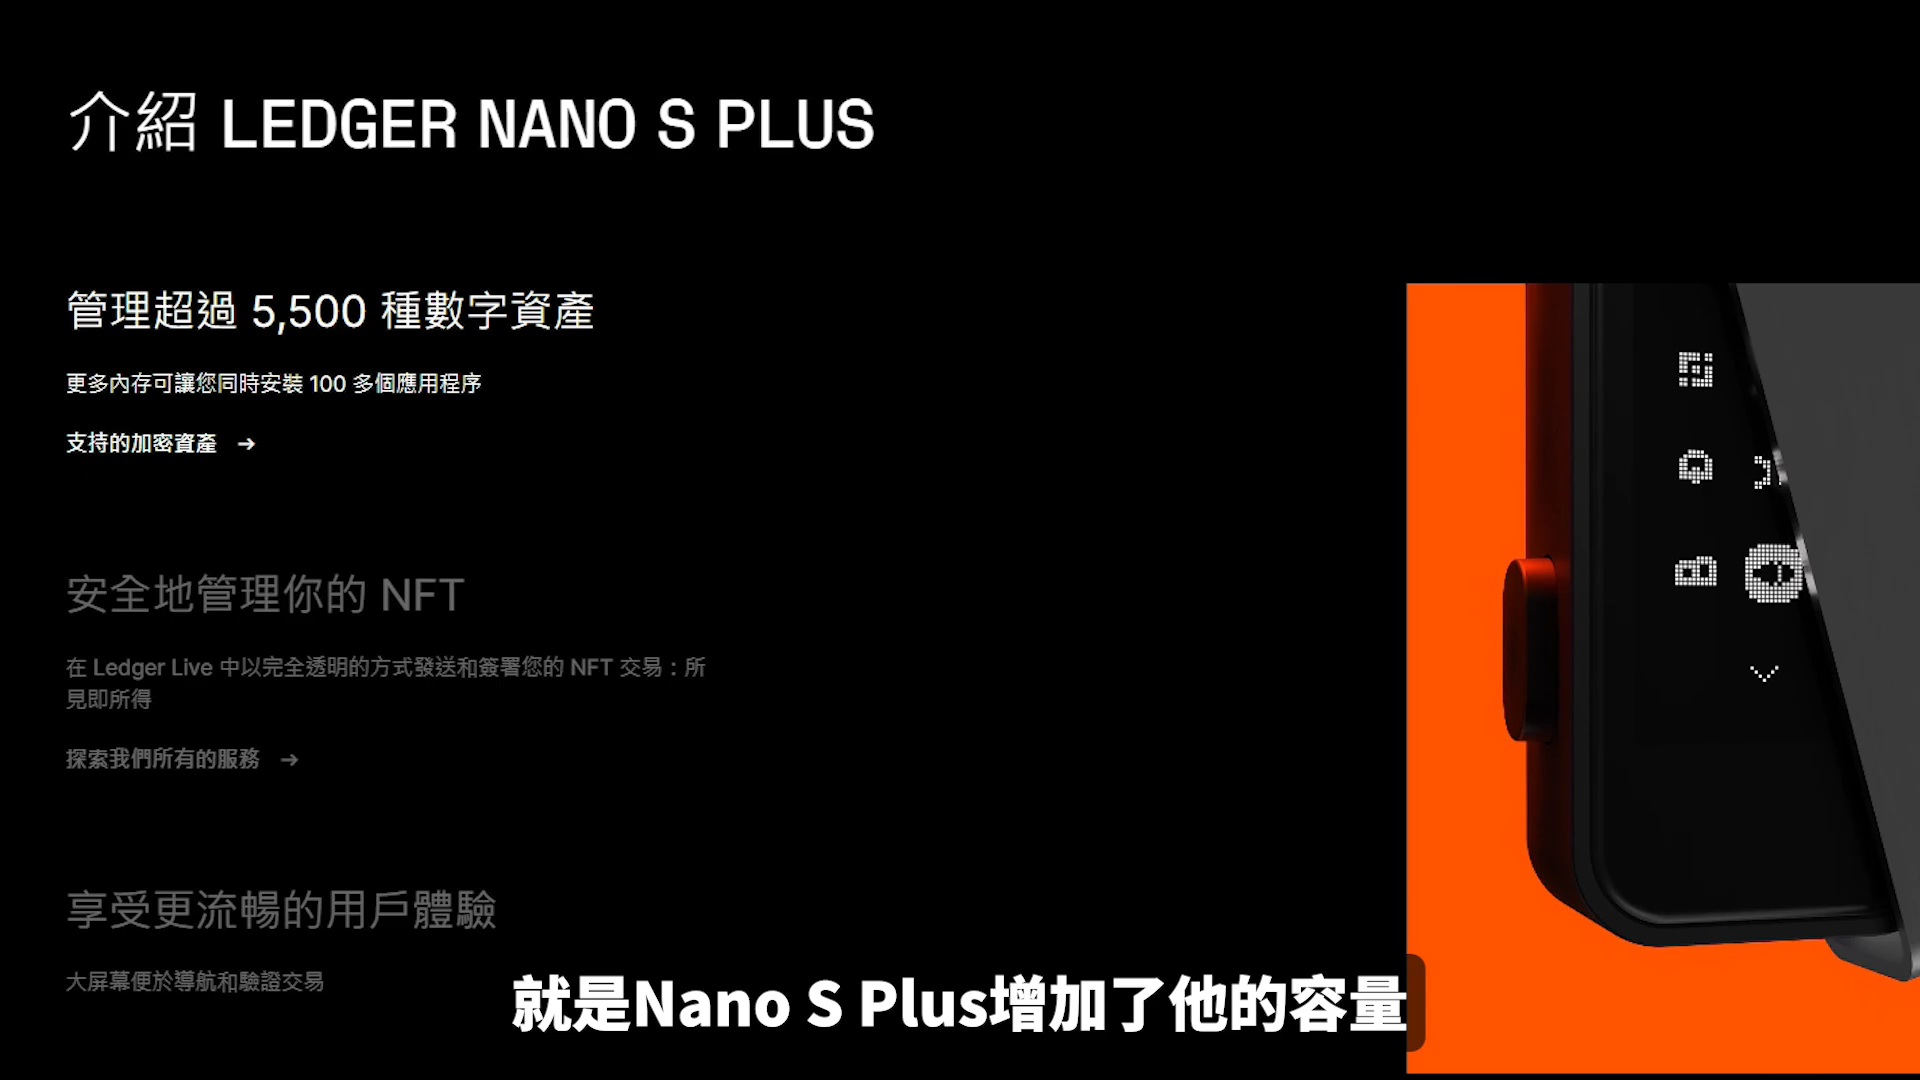 介紹 LEDGER NANO S PLUS
管理超過 5,500 種數字資產
更多內存可讓您同時安裝 100 多個應用程序
支持的加密資產 →
安全地管理你的 NFT
在 Ledger Live 中以完全透明的方式發送和簽署您的 NFT 交易：所
見即所得
探索我們所有的服務 →
享受更流暢的用戶體驗
大屏幕便於導航和驗證交易
就是Nano S Plus增加了他的容量